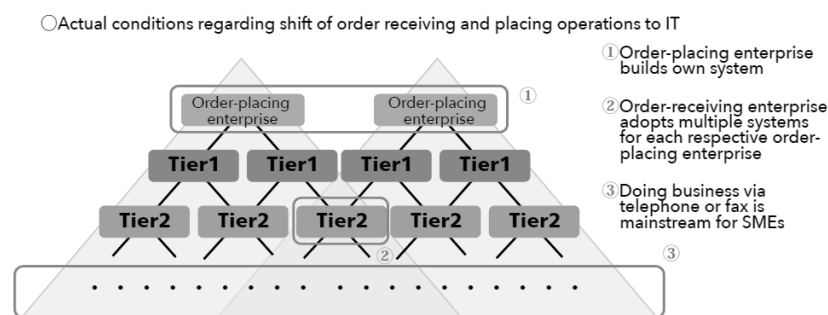 ○Actual conditions regarding shift of order receiving and placing operations to IT
①Order-placing enterprise
builds own system
②Order-receiving enterprise
adopts multiple systems
for each respective order-
placing enterprise
③Doing business via
telephone or fax is
mainstream for SMEs
Order-placing
enterprise
Order-placing
enterprise
①
Tier1
Tier1
Tier1
Tier1
Tier2
Tier2
Tier2
Tier2
Tier2
②
③